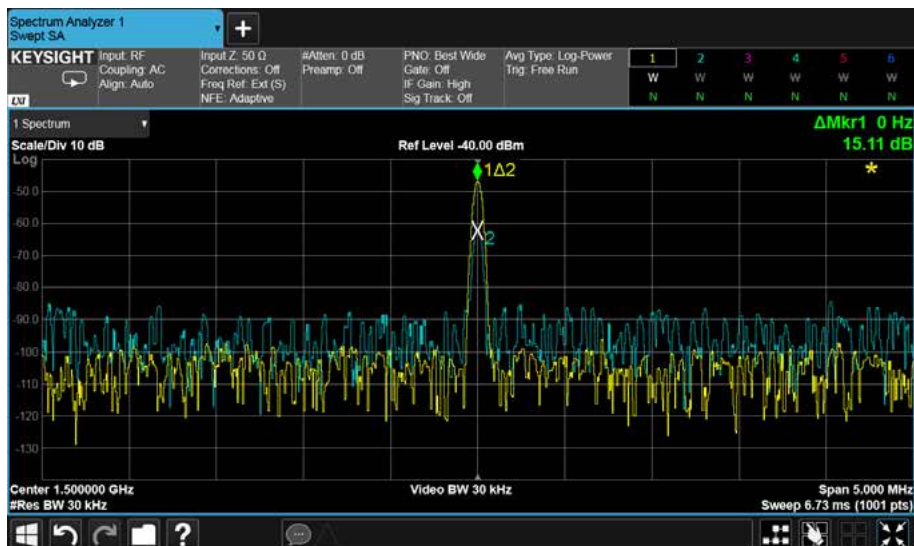 Spectrum Analyzer 1
Swept SA
+
KEYSIGHT
Input: RF
Coupling: AC
Align: Auto
LXI
Input Z: 50 Ω
Corrections: Off
Freq Ref: Ext (S)
NFE: Adaptive
#Atten: 0 dB
Preamp: Off
PNO: Best Wide
Gate: Off
IF Gain: High
Sig Track: Off
Avg Type: Log-Power
Trig: Free Run
1 2 3 4 5 6
W W W W W W
N N N N N N
1 Spectrum
ΔMkr1 0 Hz
15.11 dB
Scale/Div 10 dB
Ref Level -40.00 dBm
Log
1Δ2
*
-50.0
-60.0
X2
-70.0
-80.0
-90.0
-100
-110
-120
-130
Center 1.500000 GHz
Video BW 30 kHz
Span 5.000 MHz
#Res BW 30 kHz
Sweep 6.73 ms (1001 pts)
?